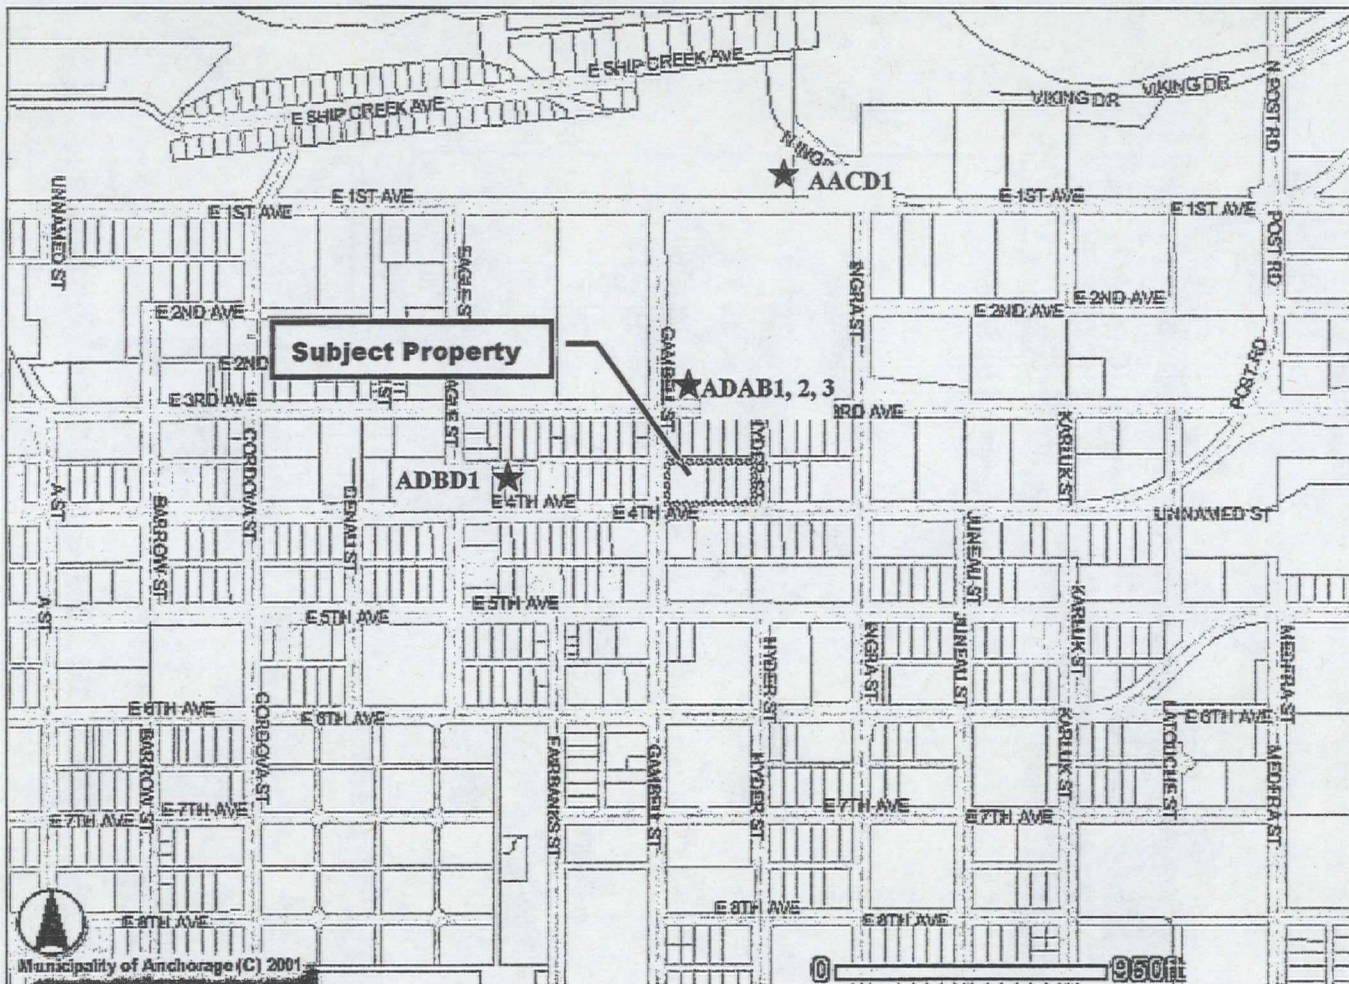 E SHIP CREEK AVE
E SHIP CREEK AVE
VIKING DR
VIKING DR
N POST RD
AACD1
UNNAMED ST
E 1ST AVE
E 1ST AVE
E 1ST AVE
E 1ST AVE
POST RD
INGRA ST
E 2ND AVE
E 2ND AVE
E 2ND AVE
E 2ND
Subject Property
GAMBELL ST
ADAB1, 2, 3
POST RD
E 3RD AVE
3RD AVE
CORDOVA ST
KARLUK ST
ADBD1
A ST
BARROW ST
DENALI ST
E 4TH AVE
E 4TH AVE
UNNAMED ST
JUNEAU ST
KARLUK ST
A ST
E 5TH AVE
E 5TH AVE
HYDER ST
JUNEAU ST
MEDFRA ST
E 6TH AVE
E 6TH AVE
E 6TH AVE
CORDOVA ST
BARROW ST
FAIRBANKS ST
GAMBELL ST
HYDER ST
KARLUK ST
LATOUCHE ST
MEDFRA ST
E 7TH AVE
E 7TH AVE
E 7TH AVE
E 7TH AVE
E 8TH AVE
E 8TH AVE
E 8TH AVE
Municipality of Anchorage (C) 2001
0 950ft